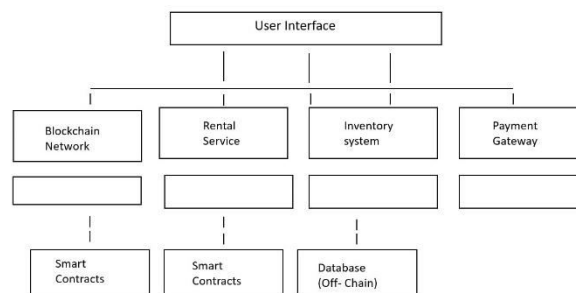 User Interface
Blockchain
Network
Rental
Service
Inventory
system
Payment
Gateway
Smart
Contracts
Smart
Contracts
Database
(Off- Chain)